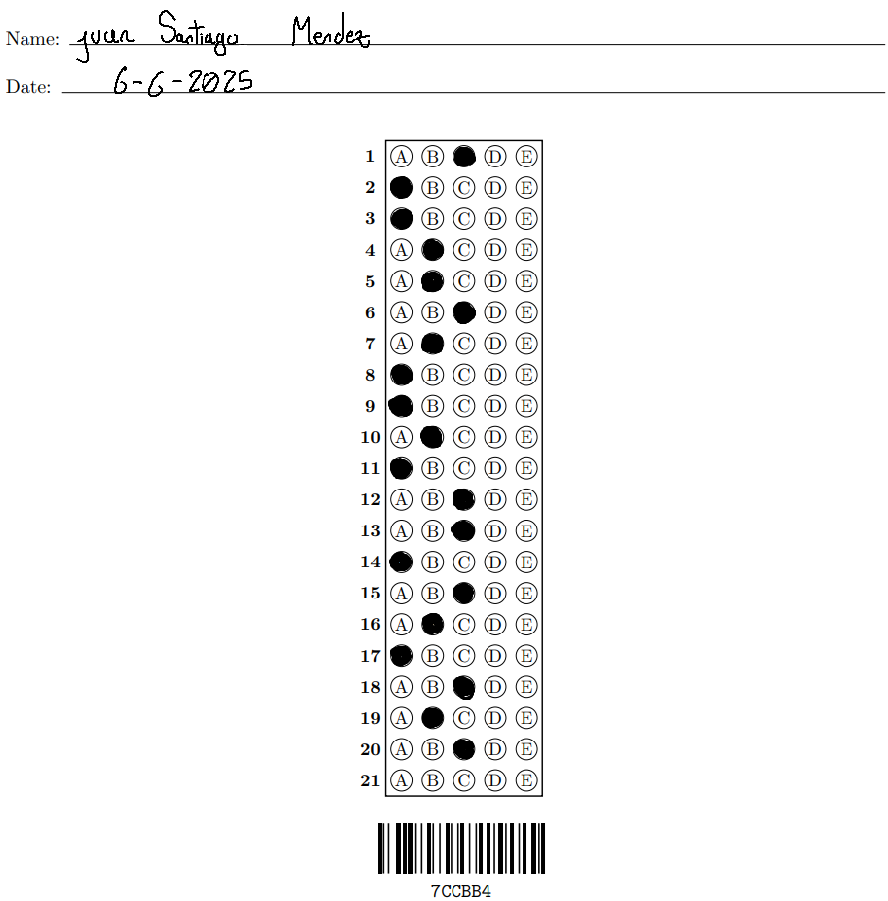 Name: juan Santiago Mendez
Date: 6-6-2025
1 A B D E
2 B C D E
3 B C D E
4 A C D E
5 A C D E
6 A B D E
7 A C D E
8 B C D E
9 B C D E
10 A C D E
11 B C D E
12 A B D E
13 A B D E
14 B C D E
15 A B D E
16 A C D E
17 B C D E
18 A B D E
19 A C D E
20 A B D E
21 A B C D E
7CCBB4